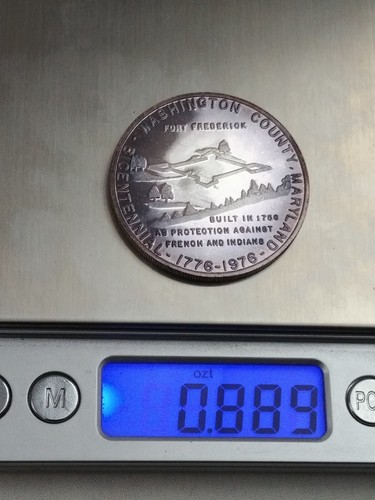 WASHINGTON COUNTY, MARYLAND
FORT FREDERICK
BUILT IN 1756
AS PROTECTION AGAINST
FRENCH AND INDIANS
BICENTENNIAL - 1776-1976 -
ozt
0.889
M